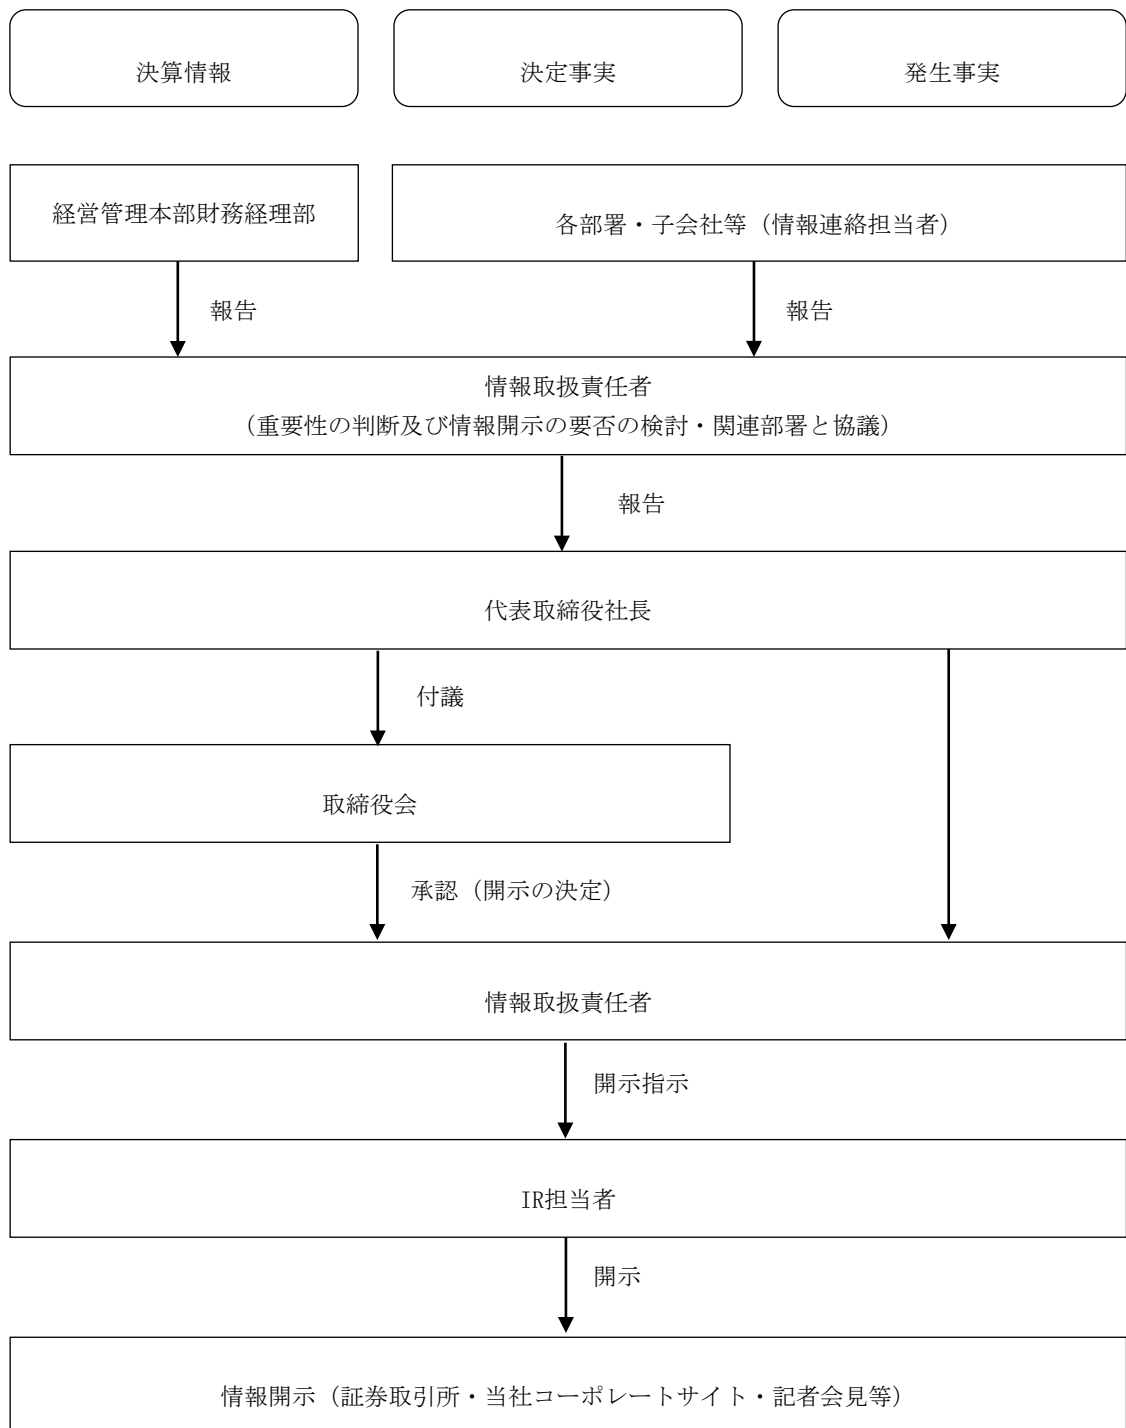 決算情報
決定事実
発生事実
経営管理本部財務経理部
各部署・子会社等（情報連絡担当者）
報告
報告
情報取扱責任者
（重要性の判断及び情報開示の要否の検討・関連部署と協議）
報告
代表取締役社長
付議
取締役会
承認（開示の決定）
情報取扱責任者
開示指示
IR担当者
開示
情報開示（証券取引所・当社コーポレートサイト・記者会見等）